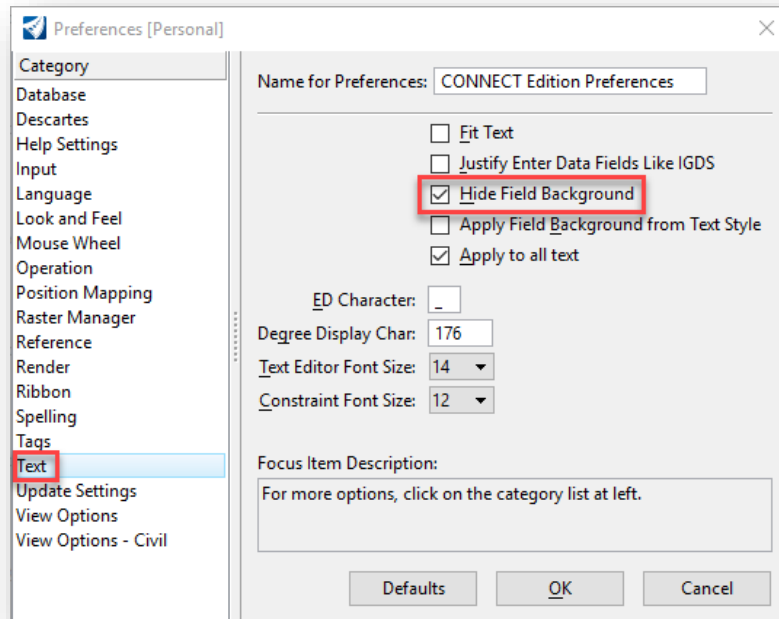 Preferences [Personal]
Category
Database
Descartes
Help Settings
Input
Language
Look and Feel
Mouse Wheel
Operation
Position Mapping
Raster Manager
Reference
Render
Ribbon
Spelling
Tags
Text
Update Settings
View Options
View Options - Civil
Name for Preferences: CONNECT Edition Preferences
Fit Text
Justify Enter Data Fields Like IGDS
Hide Field Background
Apply Field Background from Text Style
Apply to all text
ED Character: _
Degree Display Char: 176
Text Editor Font Size: 14
Constraint Font Size: 12
Focus Item Description:
For more options, click on the category list at left.
Defaults OK Cancel